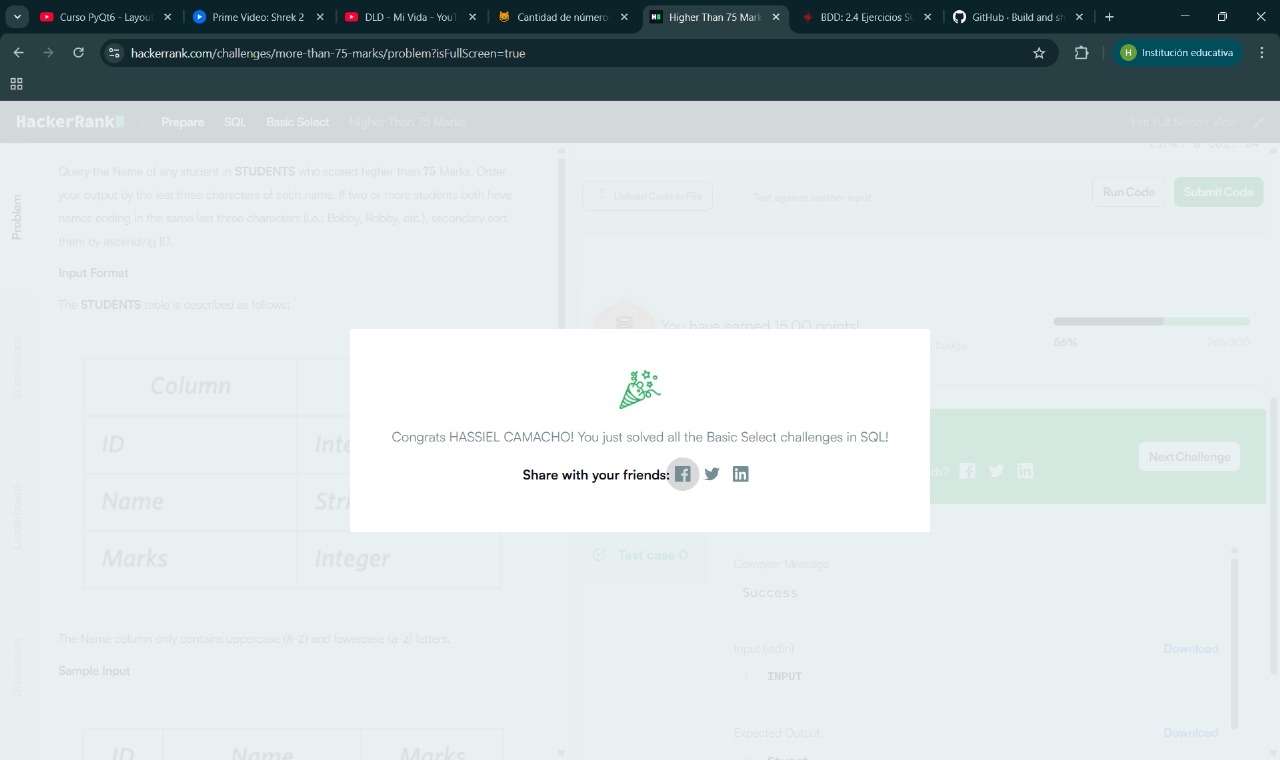 Curso PyQt6 - Layout
Prime Video: Shrek 2
DLD - Mi Vida - YouT
Cantidad de número
Higher Than 75 Mark
BDD: 2.4 Ejercicios S
GitHub · Build and sh
hackerrank.com/challenges/more-than-75-marks/problem?isFullScreen=true
H
Institución educativa
HackerRank
Prepare
SQL
Basic Select
Higher Than 75 Marks
Exit Full Screen View
Problem
Submissions
Leaderboard
Discussions
Query the Name of any student in STUDENTS who scored higher than 75 Marks. Order
your output by the last three characters of each name. If two or more students both have
names ending in the same last three characters (i.e.: Bobby, Robby, etc.), secondary sort
them by ascending ID.
Input Format
The STUDENTS table is described as follows:
Column
ID
Inte
Name
Stri
Marks
Integer
The Name column only contains uppercase (A-Z) and lowercase (a-z) letters.
Sample Input
ID
Name
Marks
Upload Code as File
Test against custom input
Run Code
Submit Code
You have earned 15.00 points!
badge.
56%
245/300
Congrats HASSIEL CAMACHO! You just solved all the Basic Select challenges in SQL!
Share with your friends:
Next Challenge
Test case 0
Compiler Message
Success
Input (stdin)
Download
1
INPUT
Expected Output
Download